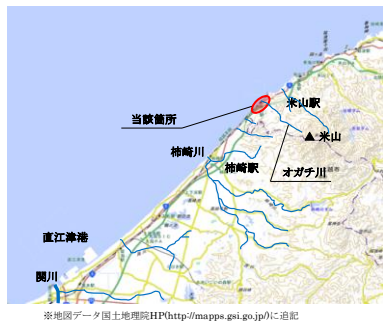 当該箇所
米山駅
▲米山
柿崎川
柿崎駅
オガチ川
直江津港
関川
※地図データ国土地理院HP(http://mapps.gsi.go.jp/)に追記